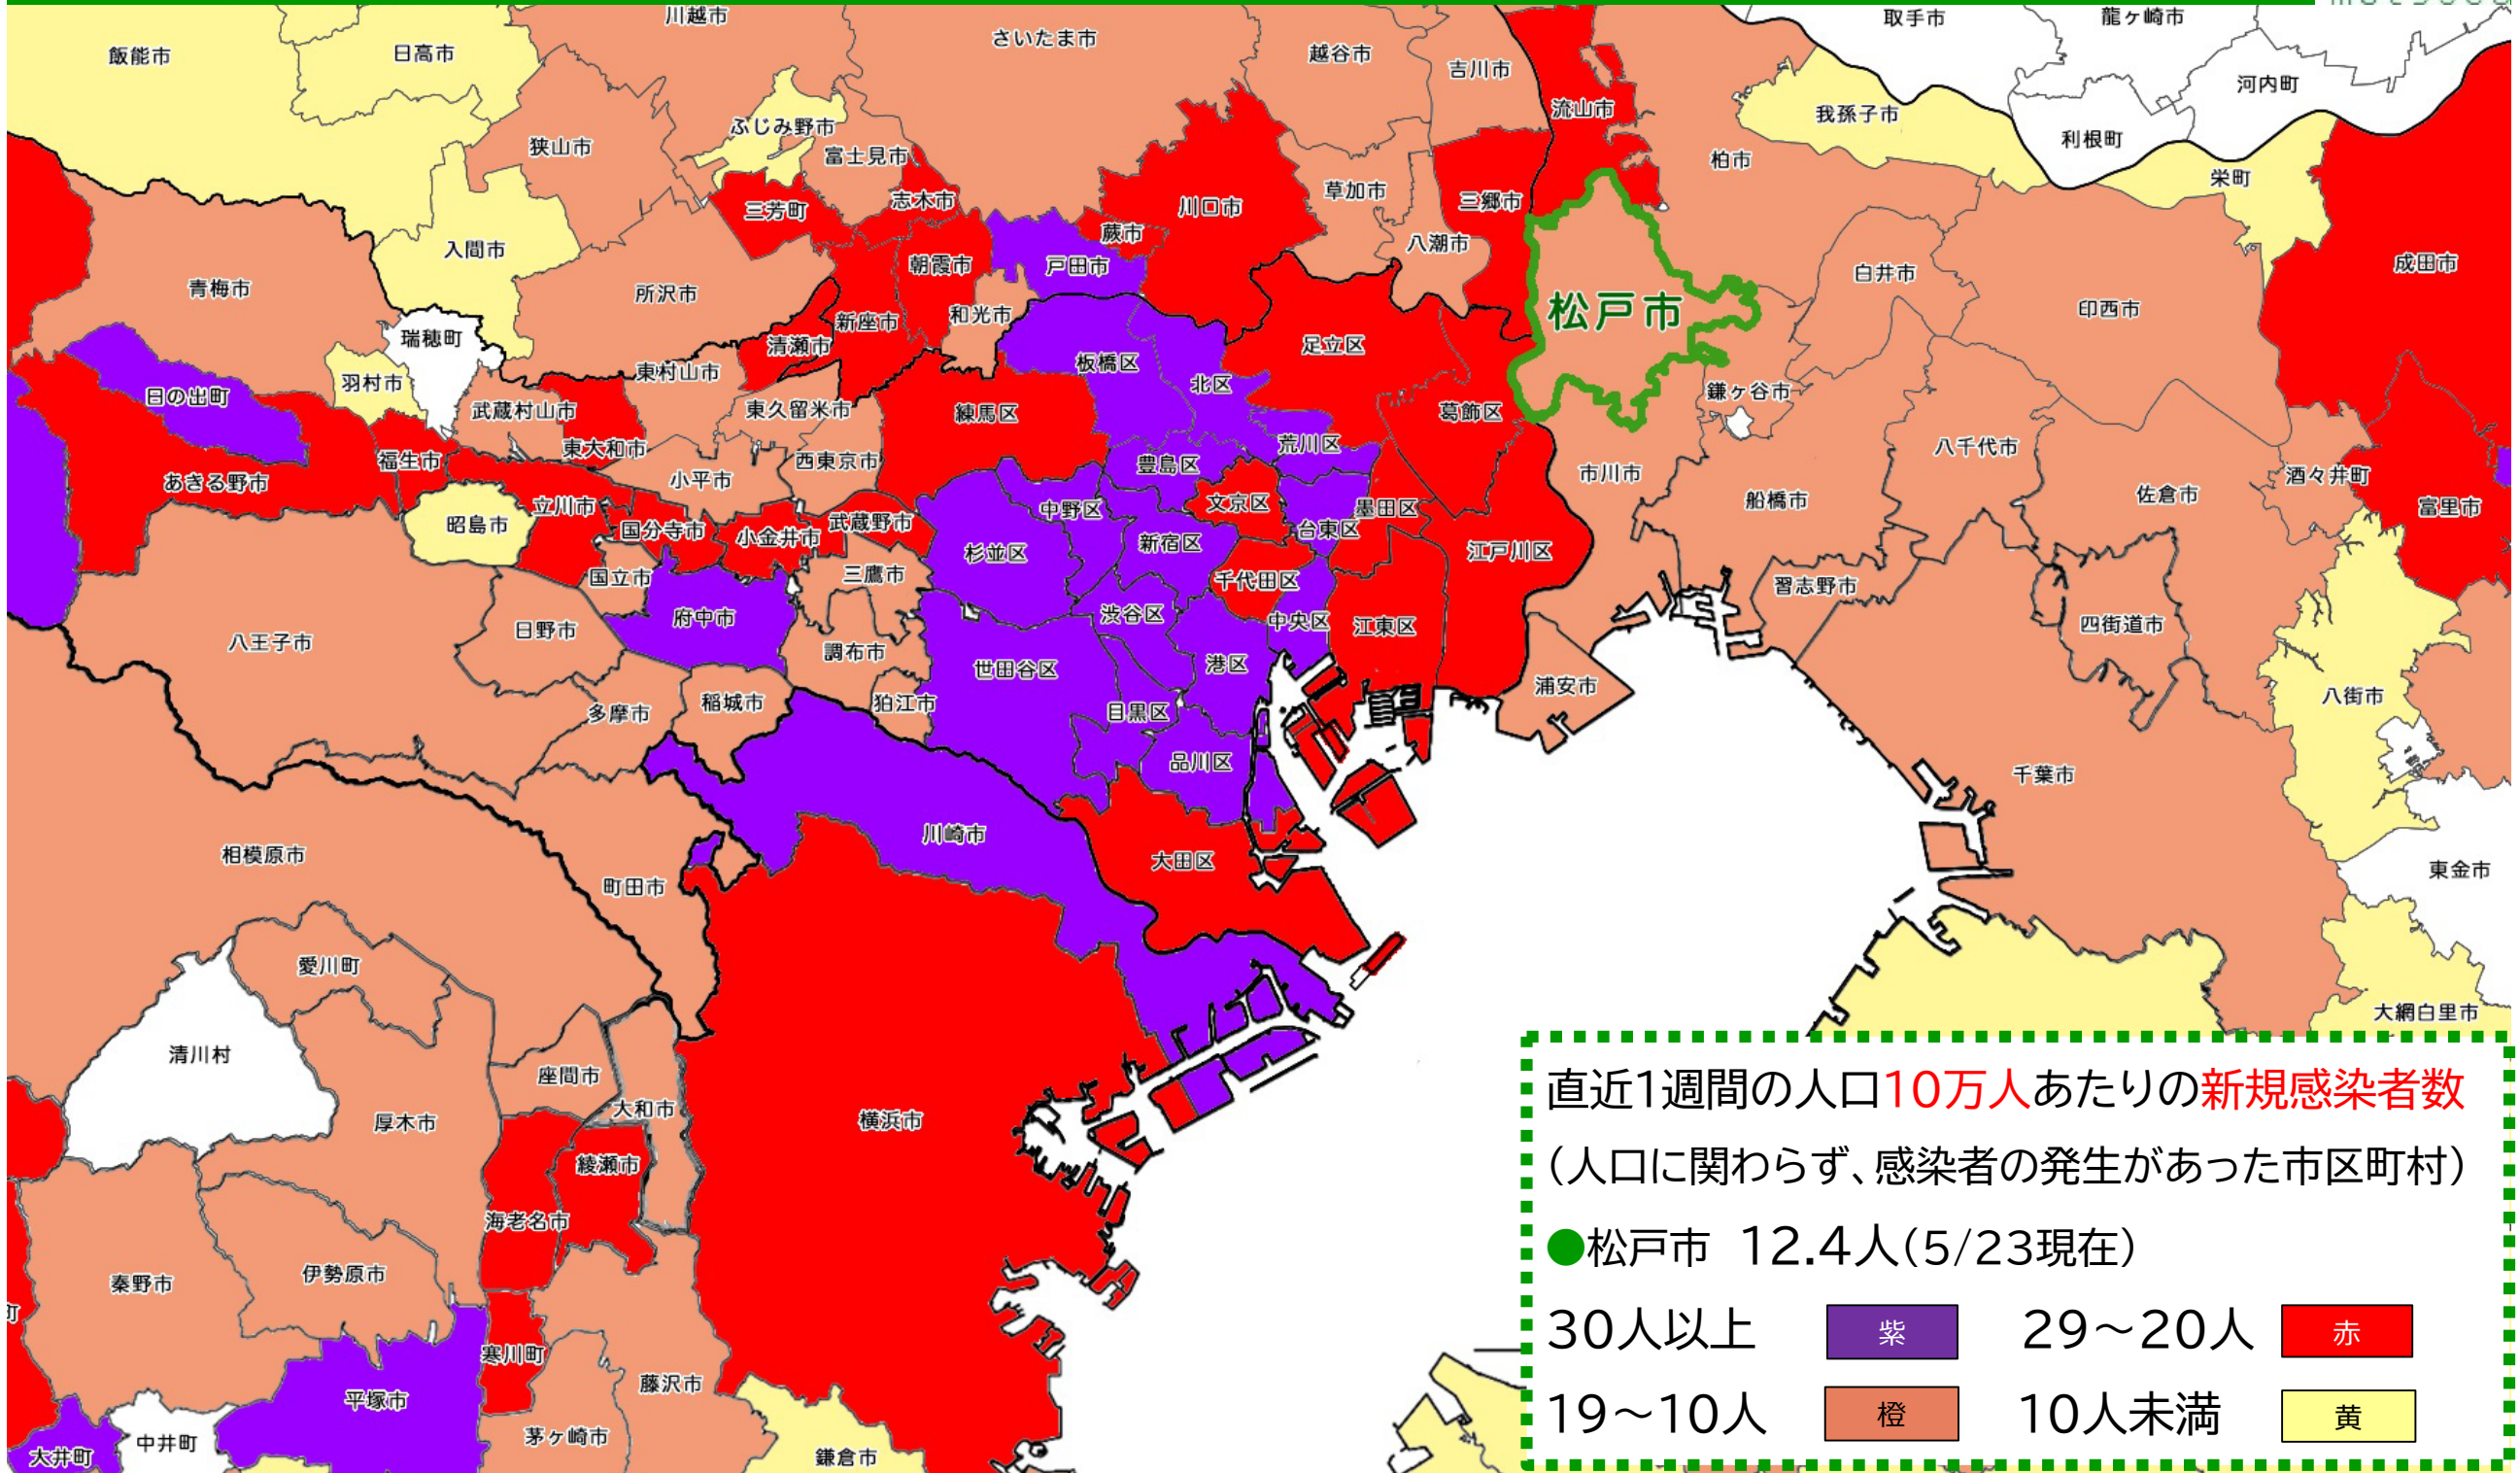 川越市
取手市
龍ヶ崎市
飯能市
日高市
さいたま市
越谷市
吉川市
河内町
流山市
我孫子市
利根町
ふじみ野市
狭山市
富士見市
柏市
栄町
三芳町
志木市
川口市
草加市
三郷市
蕨市
入間市
朝霞市
戸田市
八潮市
白井市
成田市
青梅市
所沢市
新座市
和光市
松戸市
印西市
瑞穂町
清瀬市
足立区
板橋区
北区
東村山市
羽村市
日の出町
武蔵村山市
東久留米市
練馬区
葛飾区
鎌ヶ谷市
東大和市
荒川区
八千代市
福生市
西東京市
豊島区
市川市
酒々井町
あきる野市
小平市
文京区
船橋市
佐倉市
富里市
昭島市
立川市
国分寺市
小金井市
武蔵野市
中野区
台東区
墨田区
杉並区
新宿区
江戸川区
国立市
三鷹市
千代田区
習志野市
府中市
日野市
渋谷区
中央区
江東区
四街道市
八王子市
調布市
世田谷区
港区
浦安市
八街市
多摩市
稲城市
狛江市
目黒区
品川区
千葉市
川崎市
大田区
相模原市
町田市
東金市
愛川町
大網白里市
清川村
座間市
大和市
厚木市
横浜市
綾瀬市
海老名市
秦野市
伊勢原市
町
寒川町
藤沢市
平塚市
茅ヶ崎市
大井町
中井町
鎌倉市
直近1週間の人口10万人あたりの新規感染者数
（人口に関わらず、感染者の発生があった市区町村）
●松戸市 12.4人（5/23現在）
30人以上 紫 29～20人 赤
19～10人 橙 10人未満 黄